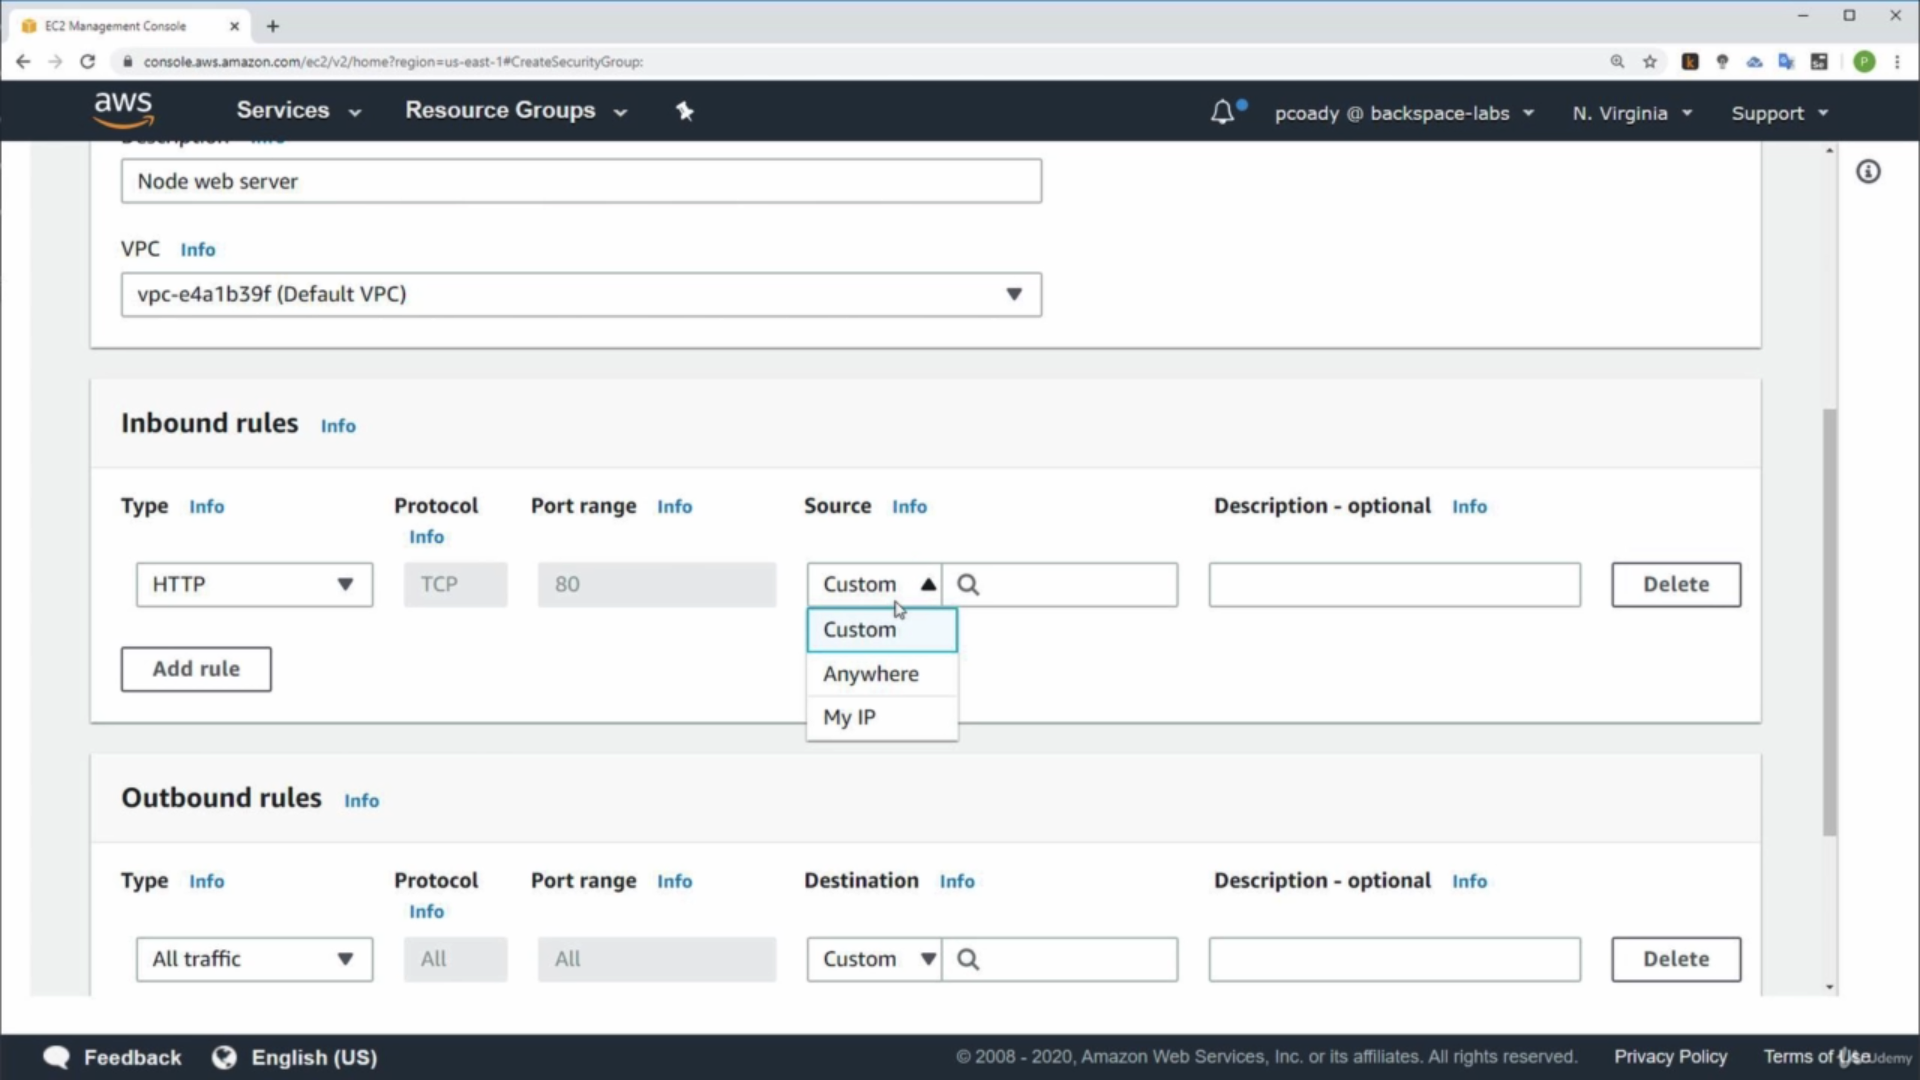 EC2 Management Console
console.aws.amazon.com/ec2/v2/home?region=us-east-1#CreateSecurityGroup:
P
aws
Services
Resource Groups
pcoady @ backspace-labs
N. Virginia
Support
Description Info
Node web server
VPC Info
vpc-e4a1b39f (Default VPC)
Inbound rules Info
Type Info
Protocol Info
Port range Info
Source Info
Description - optional Info
HTTP
TCP
80
Custom
Delete
Custom
Anywhere
My IP
Add rule
Outbound rules Info
Type Info
Protocol Info
Port range Info
Destination Info
Description - optional Info
All traffic
All
All
Custom
Delete
Feedback
English (US)
© 2008 - 2020, Amazon Web Services, Inc. or its affiliates. All rights reserved.
Privacy Policy
Terms of Use
Udemy